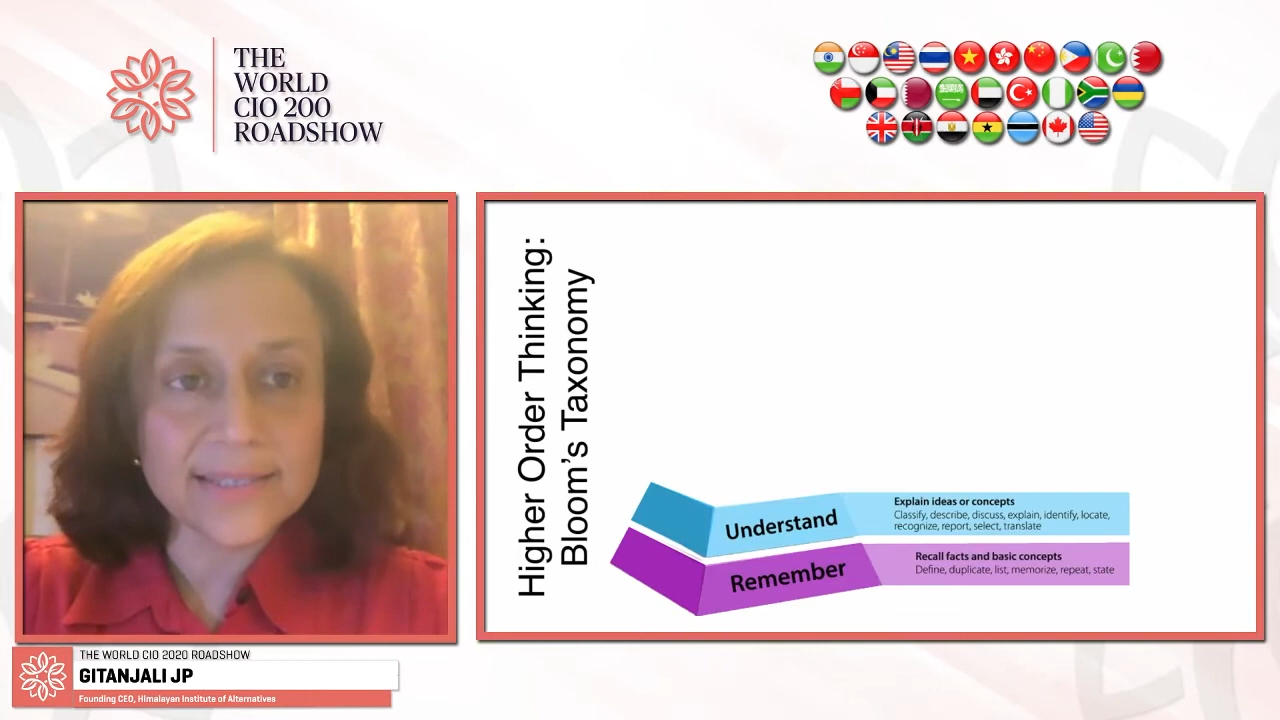 THE
WORLD
CIO 200
ROADSHOW
Higher Order Thinking:
Bloom's Taxonomy
Understand
Explain ideas or concepts
Classify, describe, discuss, explain, identify, locate,
recognize, report, select, translate
Remember
Recall facts and basic concepts
Define, duplicate, list, memorize, repeat, state
THE WORLD CIO 2020 ROADSHOW
GITANJALI JP
Founding CEO, Himalayan Institute of Alternatives